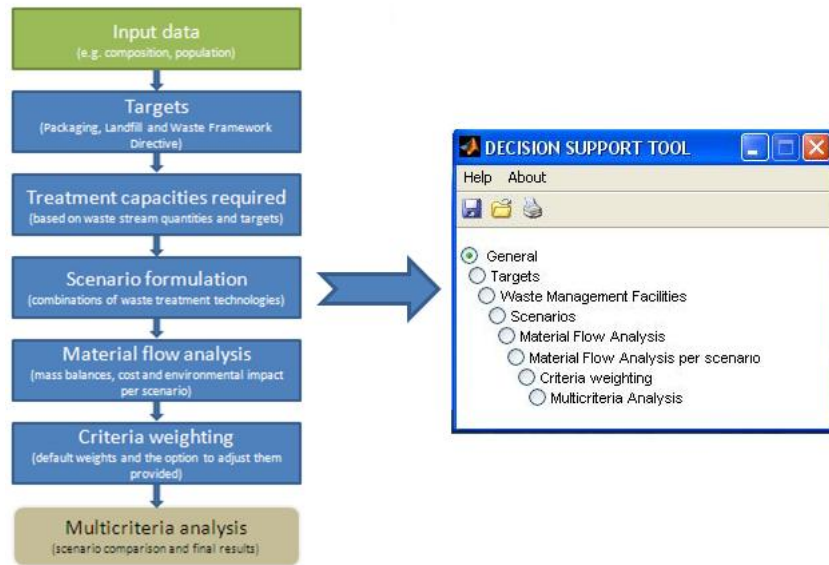 Input data
(e.g. composition, population)
Targets
(Packaging, Landfill and Waste Framework
Directive)
Treatment capacities required
(based on waste stream quantities and targets)
Scenario formulation
(combinations of waste treatment technologies)
Material flow analysis
(mass balances, cost and environmental impact
per scenario)
Criteria weighting
(default weights and the option to adjust them
provided)
Multicriteria analysis
(scenario comparison and final results)
DECISION SUPPORT TOOL
Help About
General
Targets
Waste Management Facilities
Scenarios
Material Flow Analysis
Material Flow Analysis per scenario
Criteria weighting
Multicriteria Analysis